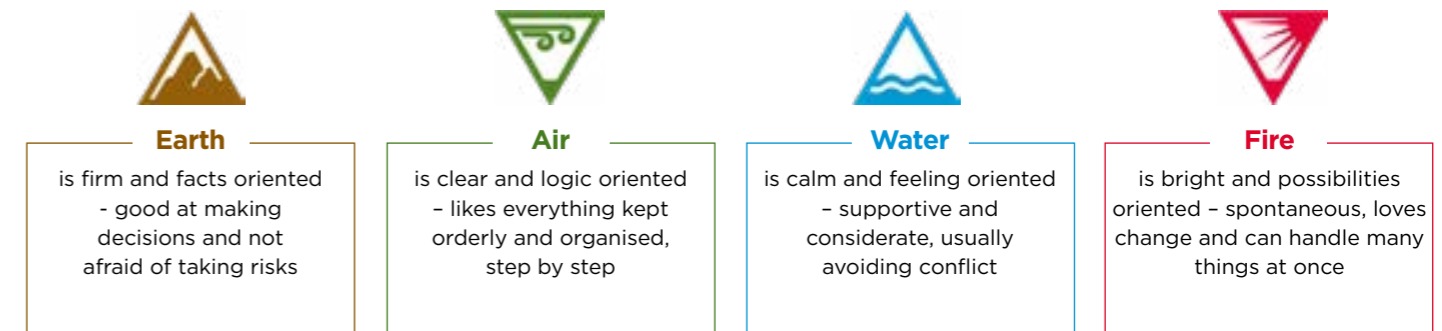 Earth
is firm and facts oriented
- good at making
decisions and not
afraid of taking risks
Air
is clear and logic oriented
– likes everything kept
orderly and organised,
step by step
Water
is calm and feeling oriented
– supportive and
considerate, usually
avoiding conflict
Fire
is bright and possibilities
oriented – spontaneous, loves
change and can handle many
things at once